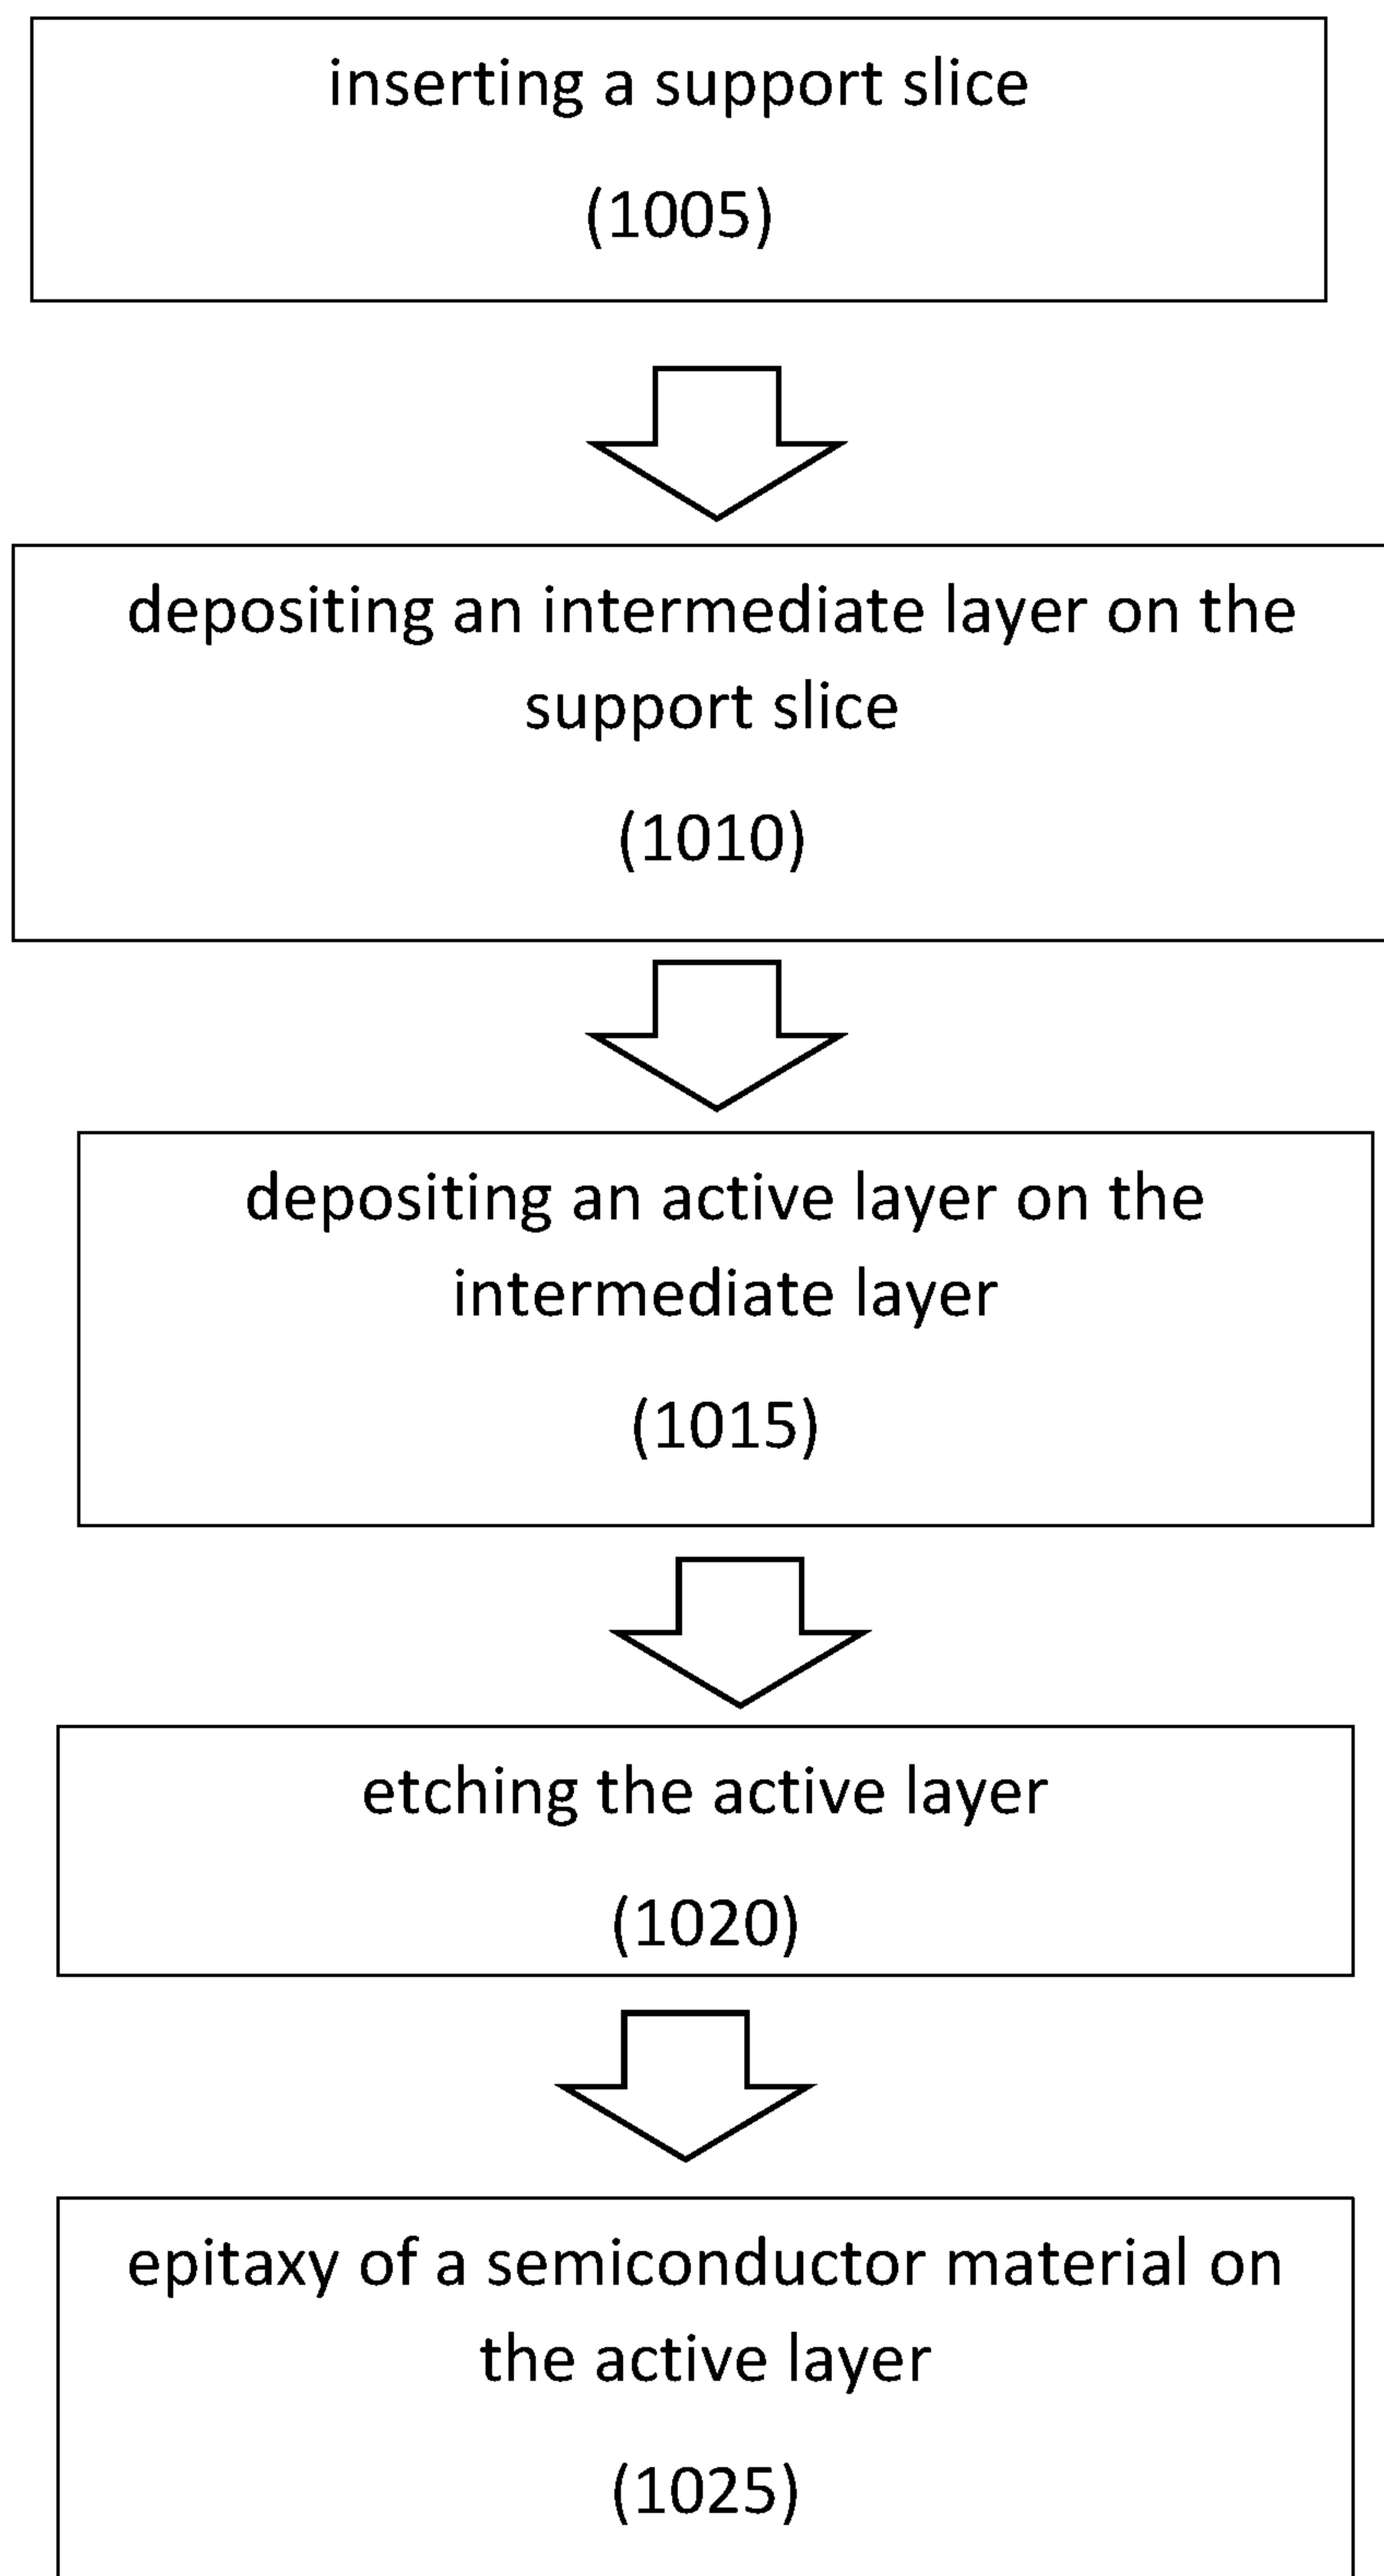 inserting a support slice
(1005)
depositing an intermediate layer on the
support slice
(1010)
depositing an active layer on the
intermediate layer
(1015)
etching the active layer
(1020)
epitaxy of a semiconductor material on
the active layer
(1025)